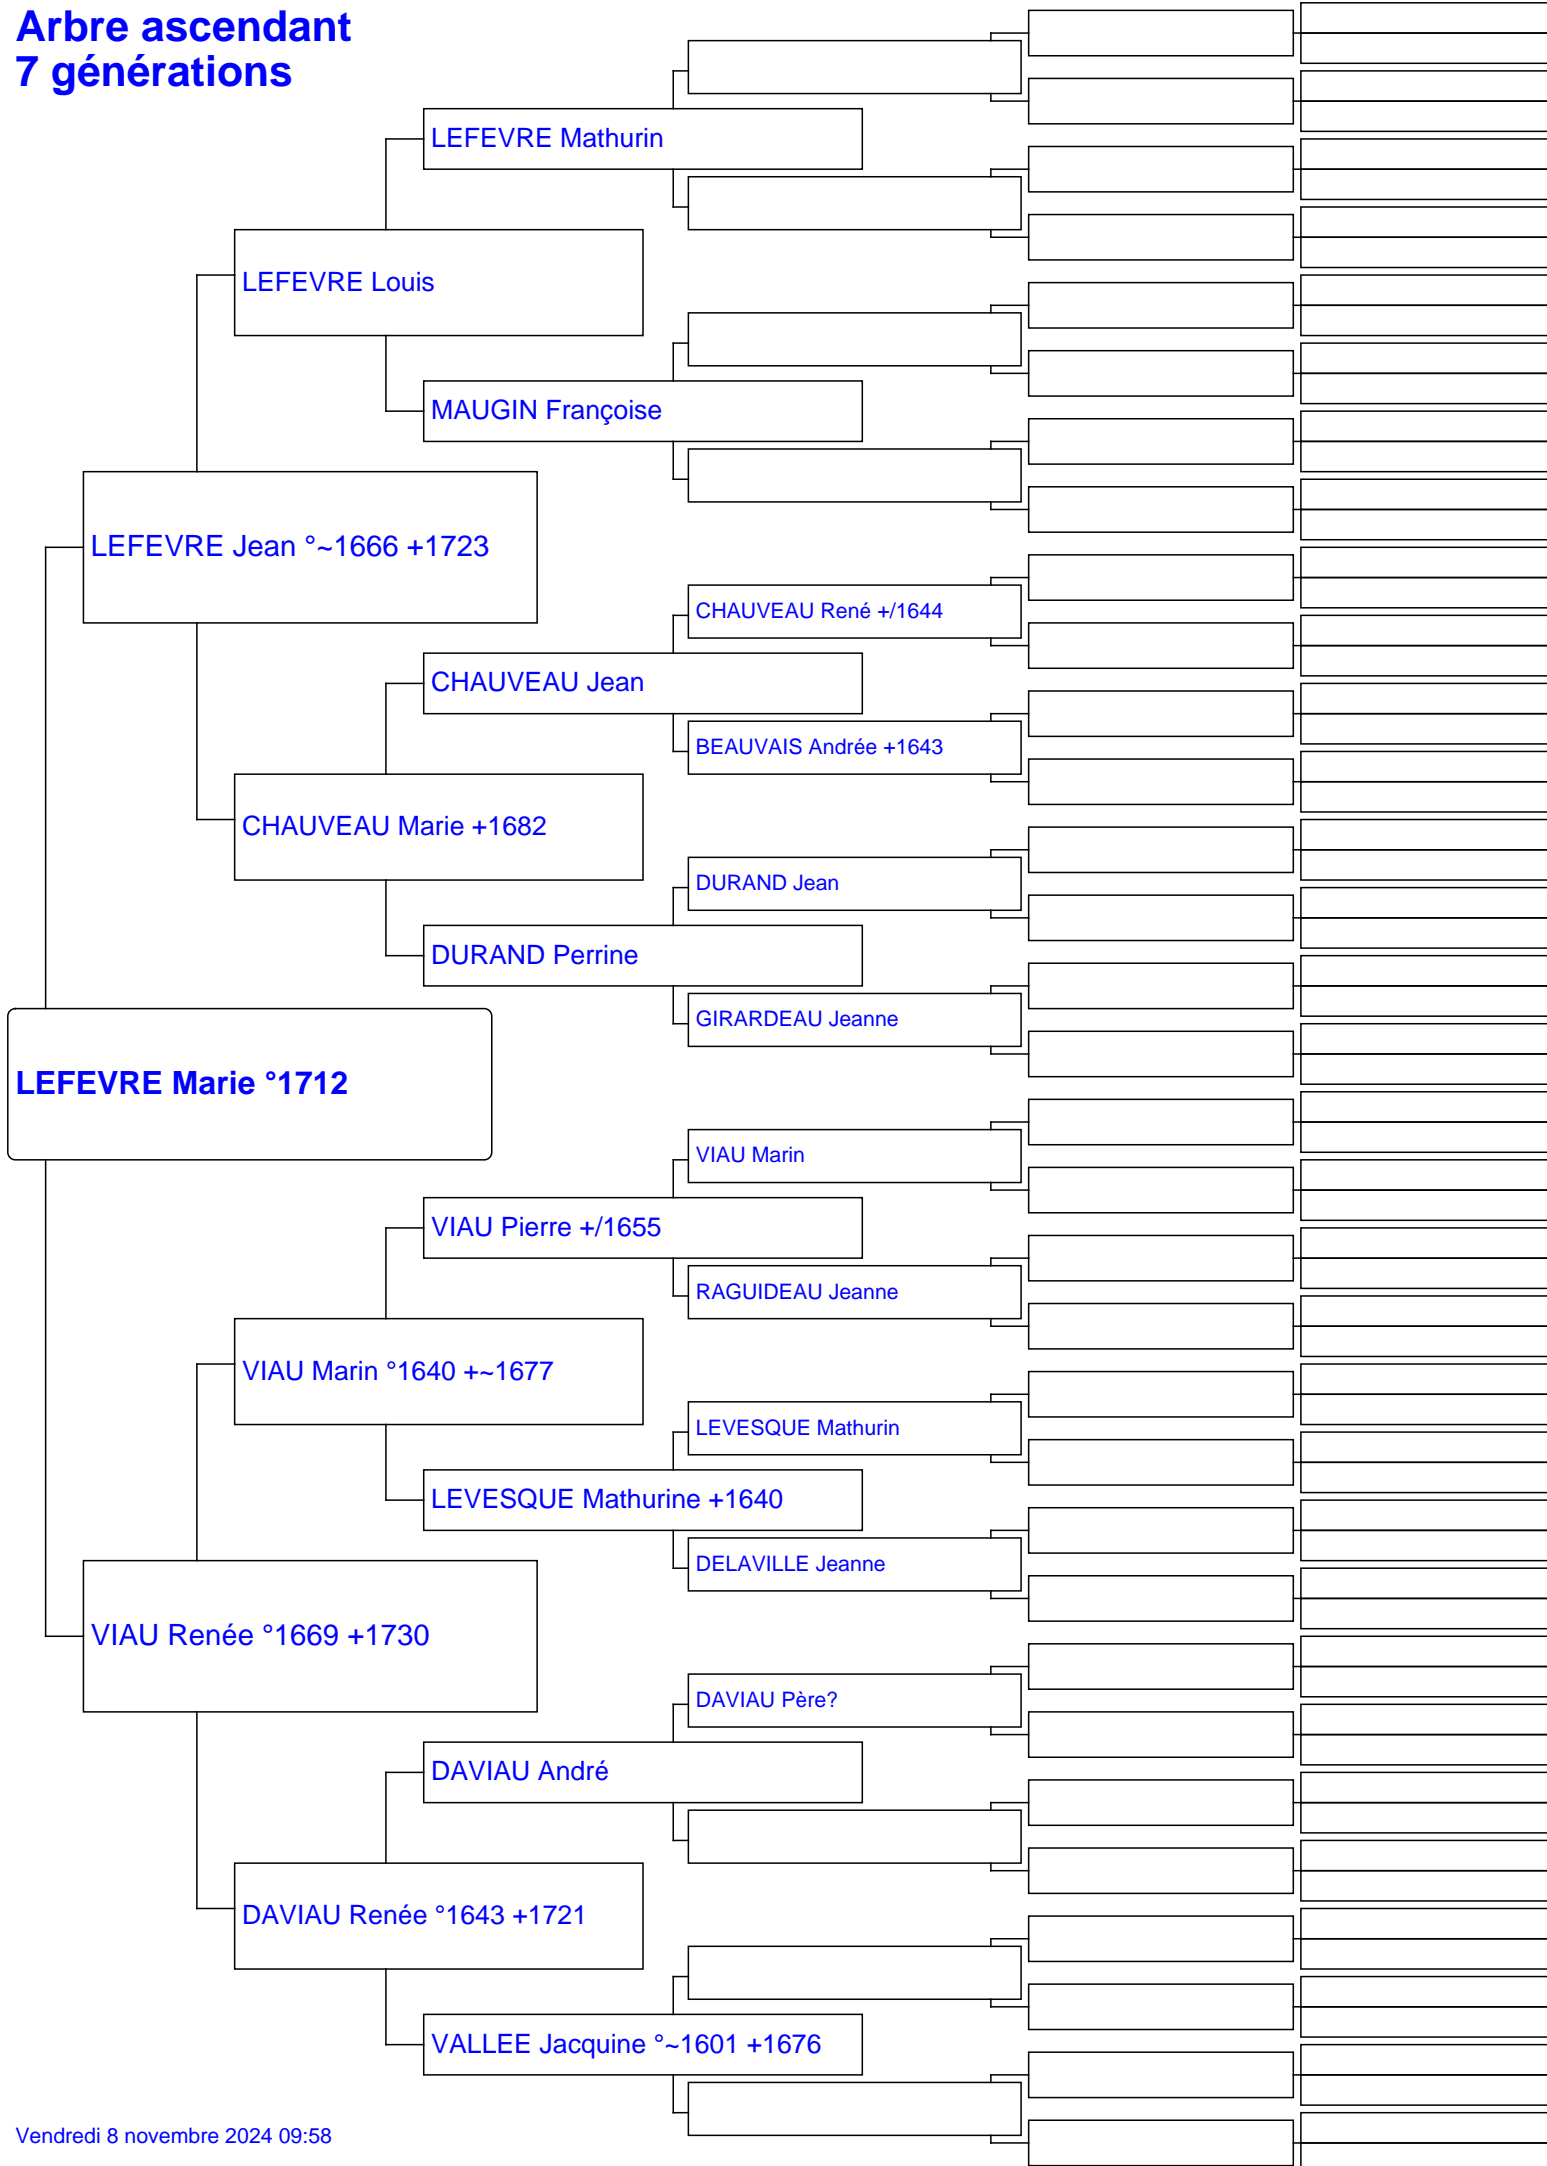 Arbre ascendant
7 générations
LEFEVRE Mathurin
LEFEVRE Louis
MAUGIN Françoise
LEFEVRE Jean °~1666 +1723
CHAUVEAU René +/1644
CHAUVEAU Jean
BEAUVAIS Andrée +1643
CHAUVEAU Marie +1682
DURAND Jean
DURAND Perrine
GIRARDEAU Jeanne
LEFEVRE Marie °1712
VIAU Marin
VIAU Pierre +/1655
RAGUIDEAU Jeanne
VIAU Marin °1640 +~1677
LEVESQUE Mathurin
LEVESQUE Mathurine +1640
DELAVILLE Jeanne
VIAU Renée °1669 +1730
DAVIAU Père?
DAVIAU André
DAVIAU Renée °1643 +1721
VALLEE Jacquine °~1601 +1676
Vendredi 8 novembre 2024 09:58